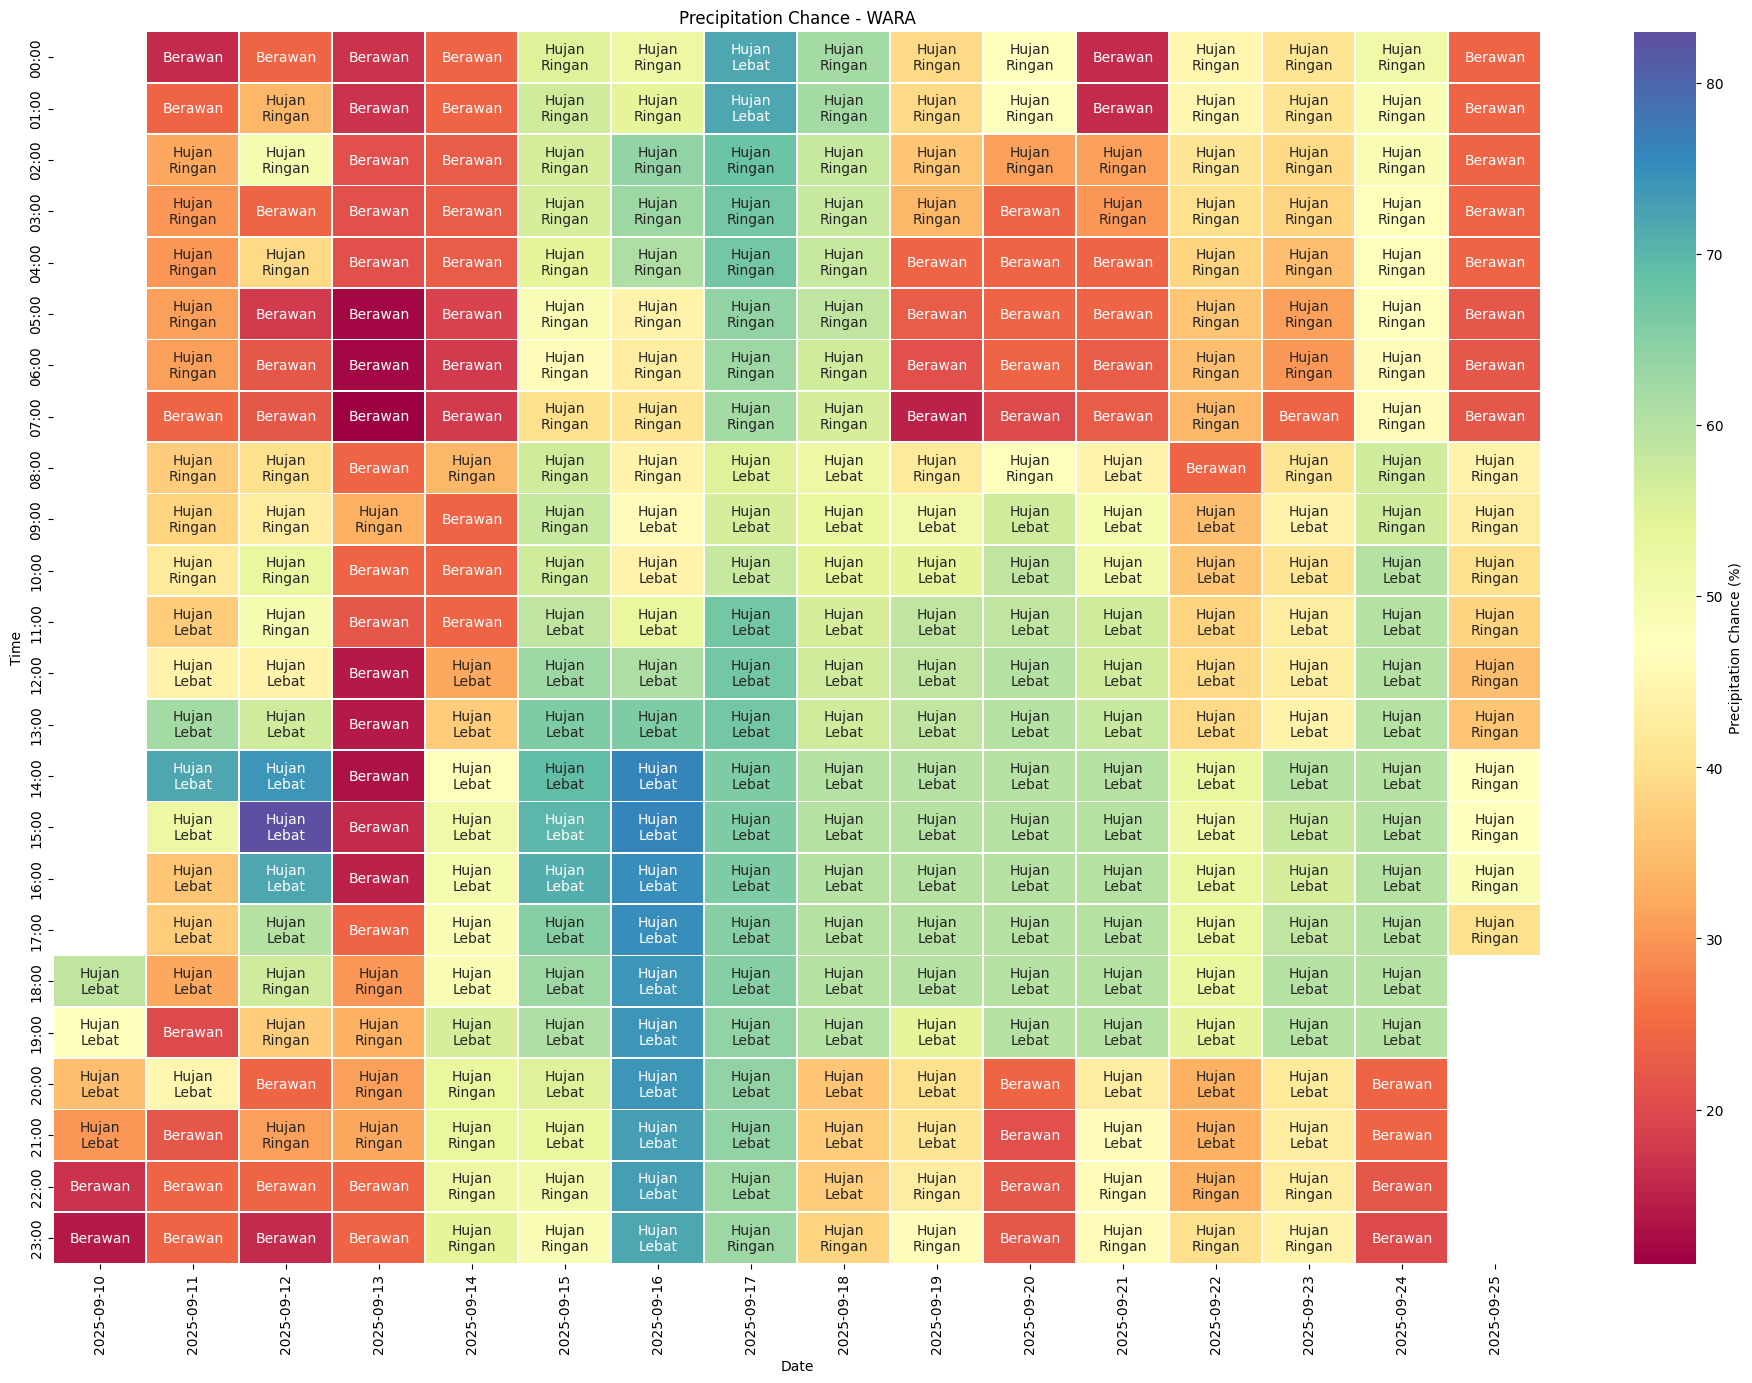 Precipitation Chance - WARA
00:00 Berawan Berawan Berawan Berawan Hujan Ringan Hujan Ringan Hujan Lebat Hujan Ringan Hujan Ringan Hujan Ringan Berawan Hujan Ringan Hujan Ringan Hujan Ringan Berawan
01:00 Berawan Hujan Ringan Berawan Berawan Hujan Ringan Hujan Ringan Hujan Lebat Hujan Ringan Hujan Ringan Hujan Ringan Berawan Hujan Ringan Hujan Ringan Hujan Ringan Berawan
02:00 Hujan Ringan Hujan Ringan Berawan Berawan Hujan Ringan Hujan Ringan Hujan Ringan Hujan Ringan Hujan Ringan Hujan Ringan Hujan Ringan Hujan Ringan Hujan Ringan Hujan Ringan Berawan
03:00 Hujan Ringan Berawan Berawan Berawan Hujan Ringan Hujan Ringan Hujan Ringan Hujan Ringan Hujan Ringan Berawan Hujan Ringan Hujan Ringan Hujan Ringan Hujan Ringan Berawan
04:00 Hujan Ringan Hujan Ringan Berawan Berawan Hujan Ringan Hujan Ringan Hujan Ringan Hujan Ringan Berawan Berawan Berawan Hujan Ringan Hujan Ringan Hujan Ringan Berawan
05:00 Hujan Ringan Berawan Berawan Berawan Hujan Ringan Hujan Ringan Hujan Ringan Hujan Ringan Berawan Berawan Berawan Hujan Ringan Hujan Ringan Hujan Ringan Berawan
06:00 Hujan Ringan Berawan Berawan Berawan Hujan Ringan Hujan Ringan Hujan Ringan Hujan Ringan Berawan Berawan Berawan Hujan Ringan Hujan Ringan Hujan Ringan Berawan
07:00 Berawan Berawan Berawan Berawan Hujan Ringan Hujan Ringan Hujan Ringan Hujan Ringan Berawan Berawan Berawan Hujan Ringan Berawan Hujan Ringan Berawan
08:00 Hujan Ringan Hujan Ringan Berawan Hujan Ringan Hujan Ringan Hujan Ringan Hujan Lebat Hujan Lebat Hujan Ringan Hujan Ringan Hujan Lebat Berawan Hujan Ringan Hujan Ringan Hujan Ringan
09:00 Hujan Ringan Hujan Ringan Hujan Ringan Berawan Hujan Ringan Hujan Lebat Hujan Lebat Hujan Lebat Hujan Lebat Hujan Lebat Hujan Lebat Hujan Lebat Hujan Lebat Hujan Ringan Hujan Ringan
10:00 Hujan Ringan Hujan Ringan Berawan Berawan Hujan Ringan Hujan Lebat Hujan Lebat Hujan Lebat Hujan Lebat Hujan Lebat Hujan Lebat Hujan Lebat Hujan Lebat Hujan Lebat Hujan Ringan
11:00 Hujan Lebat Hujan Ringan Berawan Berawan Hujan Lebat Hujan Lebat Hujan Lebat Hujan Lebat Hujan Lebat Hujan Lebat Hujan Lebat Hujan Lebat Hujan Lebat Hujan Lebat Hujan Ringan
12:00 Hujan Lebat Hujan Lebat Berawan Hujan Lebat Hujan Lebat Hujan Lebat Hujan Lebat Hujan Lebat Hujan Lebat Hujan Lebat Hujan Lebat Hujan Lebat Hujan Lebat Hujan Lebat Hujan Ringan
13:00 Hujan Lebat Hujan Lebat Berawan Hujan Lebat Hujan Lebat Hujan Lebat Hujan Lebat Hujan Lebat Hujan Lebat Hujan Lebat Hujan Lebat Hujan Lebat Hujan Lebat Hujan Lebat Hujan Ringan
14:00 Hujan Lebat Hujan Lebat Berawan Hujan Lebat Hujan Lebat Hujan Lebat Hujan Lebat Hujan Lebat Hujan Lebat Hujan Lebat Hujan Lebat Hujan Lebat Hujan Lebat Hujan Lebat Hujan Ringan
15:00 Hujan Lebat Hujan Lebat Berawan Hujan Lebat Hujan Lebat Hujan Lebat Hujan Lebat Hujan Lebat Hujan Lebat Hujan Lebat Hujan Lebat Hujan Lebat Hujan Lebat Hujan Lebat Hujan Ringan
16:00 Hujan Lebat Hujan Lebat Berawan Hujan Lebat Hujan Lebat Hujan Lebat Hujan Lebat Hujan Lebat Hujan Lebat Hujan Lebat Hujan Lebat Hujan Lebat Hujan Lebat Hujan Lebat Hujan Ringan
17:00 Hujan Lebat Hujan Lebat Berawan Hujan Lebat Hujan Lebat Hujan Lebat Hujan Lebat Hujan Lebat Hujan Lebat Hujan Lebat Hujan Lebat Hujan Lebat Hujan Lebat Hujan Lebat Hujan Ringan
18:00 Hujan Lebat Hujan Lebat Hujan Ringan Hujan Ringan Hujan Lebat Hujan Lebat Hujan Lebat Hujan Lebat Hujan Lebat Hujan Lebat Hujan Lebat Hujan Lebat Hujan Lebat Hujan Lebat Hujan Lebat
19:00 Hujan Lebat Berawan Hujan Ringan Hujan Ringan Hujan Lebat Hujan Lebat Hujan Lebat Hujan Lebat Hujan Lebat Hujan Lebat Hujan Lebat Hujan Lebat Hujan Lebat Hujan Lebat Hujan Lebat
20:00 Hujan Lebat Hujan Lebat Berawan Hujan Ringan Hujan Ringan Hujan Lebat Hujan Lebat Hujan Lebat Hujan Lebat Hujan Lebat Berawan Hujan Lebat Hujan Lebat Hujan Lebat Berawan
21:00 Hujan Lebat Berawan Hujan Ringan Hujan Ringan Hujan Ringan Hujan Lebat Hujan Lebat Hujan Lebat Hujan Lebat Hujan Lebat Berawan Hujan Lebat Hujan Lebat Hujan Lebat Berawan
22:00 Berawan Berawan Berawan Berawan Hujan Ringan Hujan Ringan Hujan Lebat Hujan Lebat Hujan Lebat Hujan Ringan Berawan Hujan Ringan Hujan Ringan Hujan Ringan Berawan
23:00 Berawan Berawan Berawan Berawan Hujan Ringan Hujan Ringan Hujan Lebat Hujan Ringan Hujan Ringan Hujan Ringan Berawan Hujan Ringan Hujan Ringan Hujan Ringan Berawan
Time
2025-09-10 2025-09-11 2025-09-12 2025-09-13 2025-09-14 2025-09-15 2025-09-16 2025-09-17 2025-09-18 2025-09-19 2025-09-20 2025-09-21 2025-09-22 2025-09-23 2025-09-24 2025-09-25
Date
80
70
60
50
40
30
20
Precipitation Chance (%)